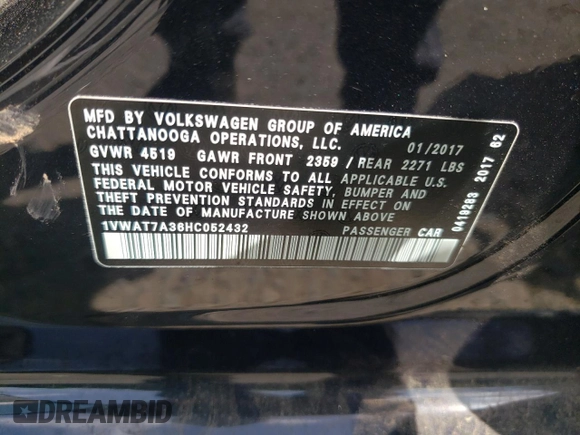 MFD BY VOLKSWAGEN GROUP OF AMERICA
CHATTANOOGA OPERATIONS, LLC. 01/2017
GVWR 4519 GAWR FRONT 2359 / REAR 2271 LBS
THIS VEHICLE CONFORMS TO ALL APPLICABLE U.S.
FEDERAL MOTOR VEHICLE SAFETY, BUMPER AND
THEFT PREVENTION STANDARDS IN EFFECT ON
THE DATE OF MANUFACTURE SHOWN ABOVE
1VWAT7A36HC052432 PASSENGER CAR
0419283 2017 62
DREAMBID